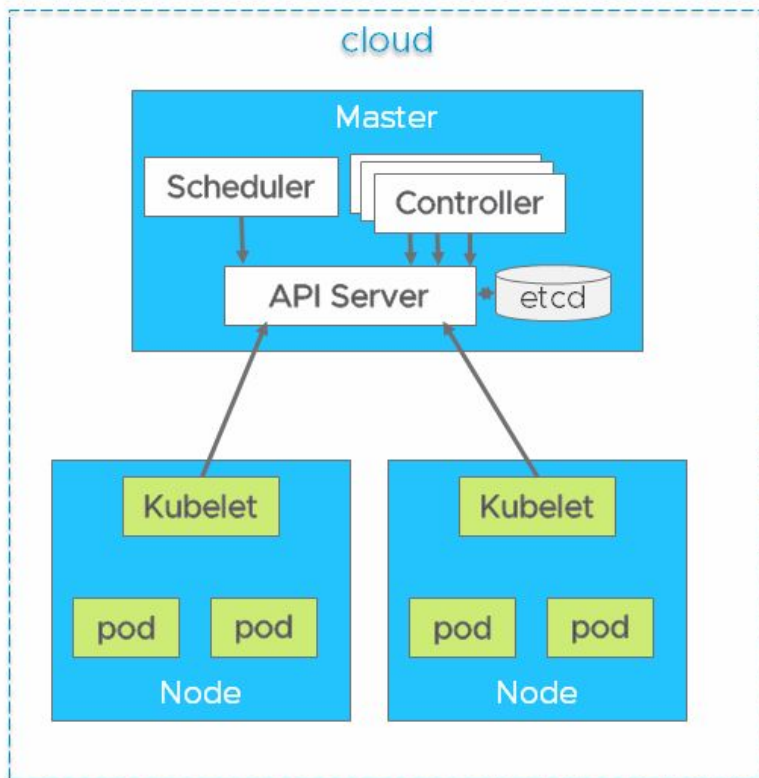 cloud
Master
Scheduler
Controller
API Server
etcd
Kubelet
Kubelet
pod
pod
pod
pod
Node
Node